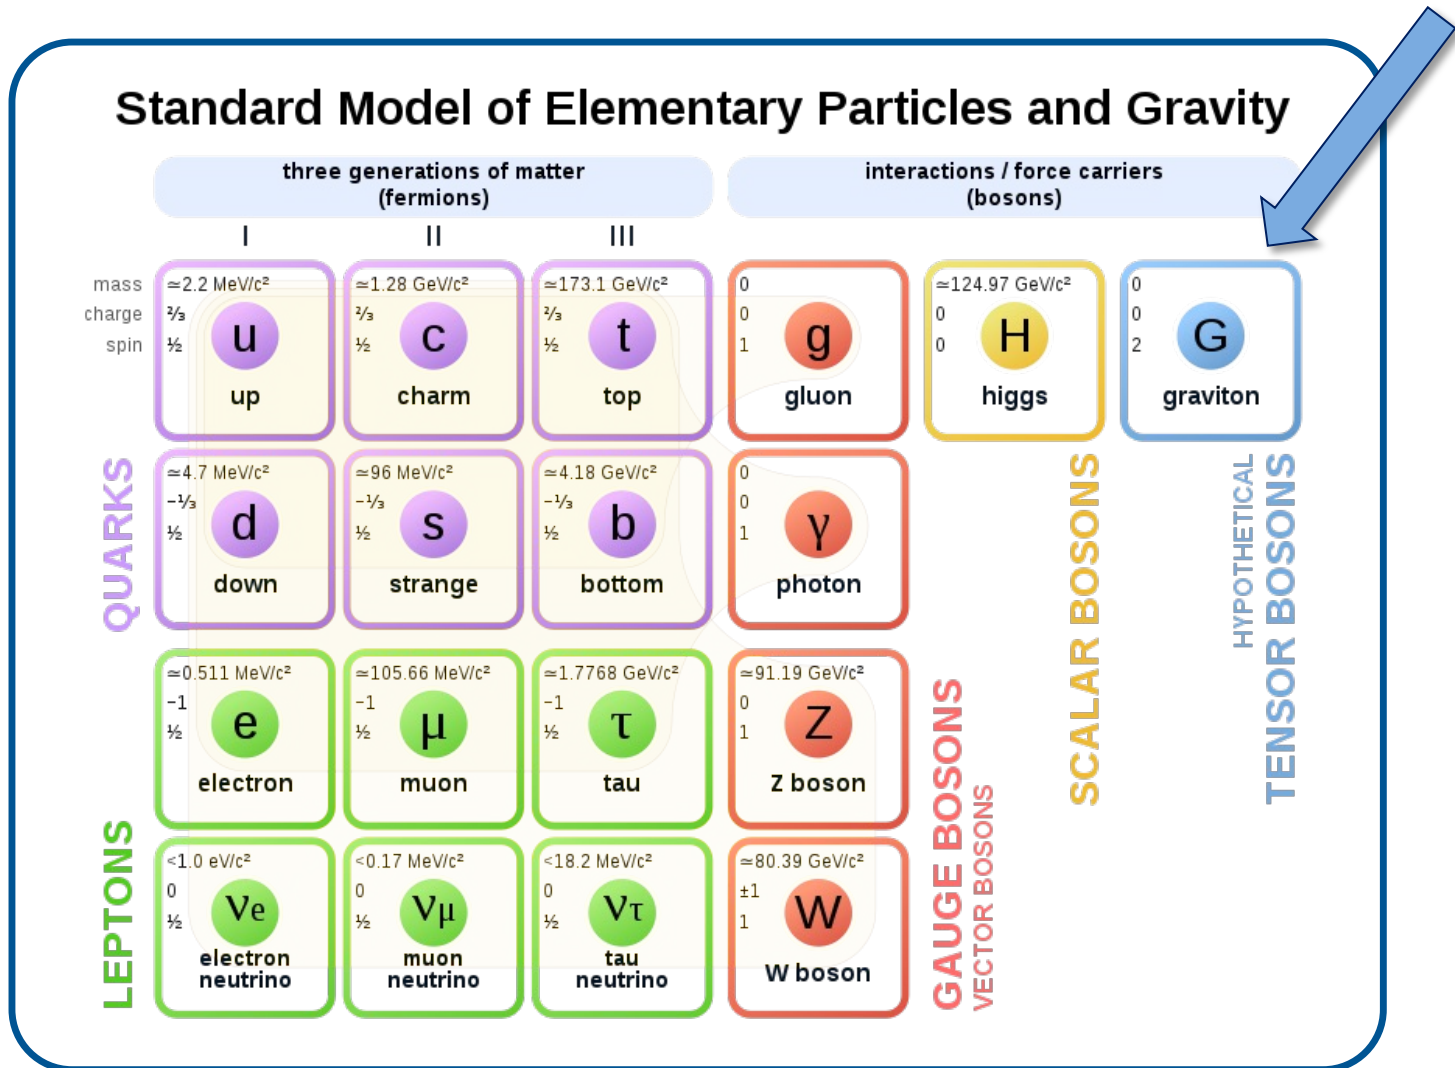 Standard Model of Elementary Particles and Gravity
three generations of matter
(fermions)
interactions / force carriers
(bosons)
I
II
III
mass
charge
spin
≃2.2 MeV/c²
⅔
½
u
up
≃1.28 GeV/c²
⅔
½
c
charm
≃173.1 GeV/c²
⅔
½
t
top
0
0
1
g
gluon
≃124.97 GeV/c²
0
0
H
higgs
0
0
2
G
graviton
QUARKS
≃4.7 MeV/c²
−⅓
½
d
down
≃96 MeV/c²
−⅓
½
s
strange
≃4.18 GeV/c²
−⅓
½
b
bottom
0
0
1
γ
photon
LEPTONS
≃0.511 MeV/c²
−1
½
e
electron
≃105.66 MeV/c²
−1
½
μ
muon
≃1.7768 GeV/c²
−1
½
τ
tau
≃91.19 GeV/c²
0
1
Z
Z boson
<1.0 eV/c²
0
½
νe
electron
neutrino
<0.17 MeV/c²
0
½
νμ
muon
neutrino
<18.2 MeV/c²
0
½
ντ
tau
neutrino
≃80.39 GeV/c²
±1
1
W
W boson
GAUGE BOSONS
VECTOR BOSONS
SCALAR BOSONS
HYPOTHETICAL
TENSOR BOSONS